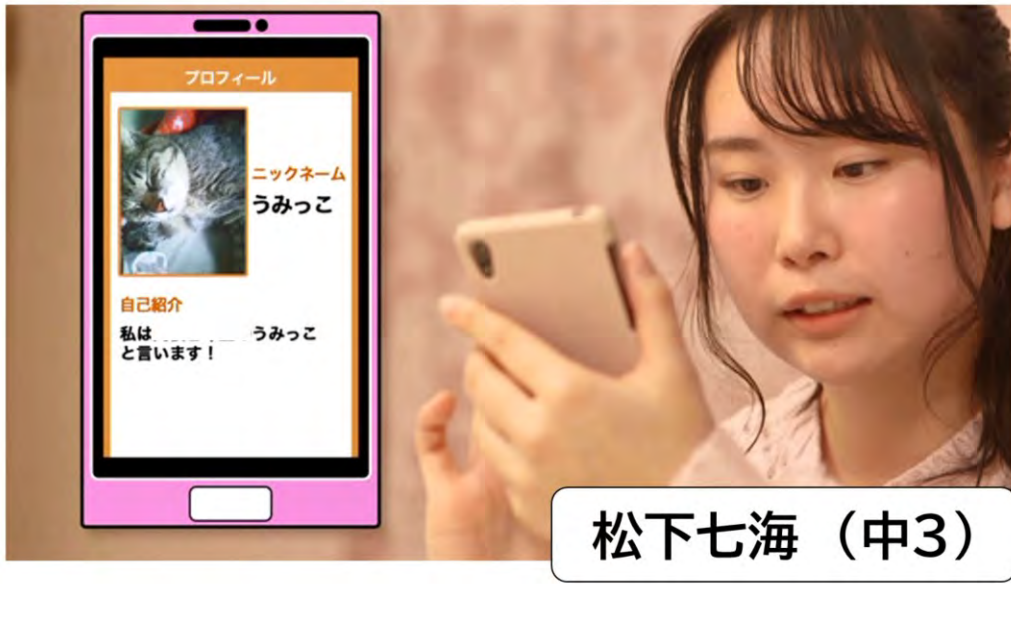 プロフィール
ニックネーム
うみっこ
自己紹介
私は うみっこ
と言います！
松下七海（中3）